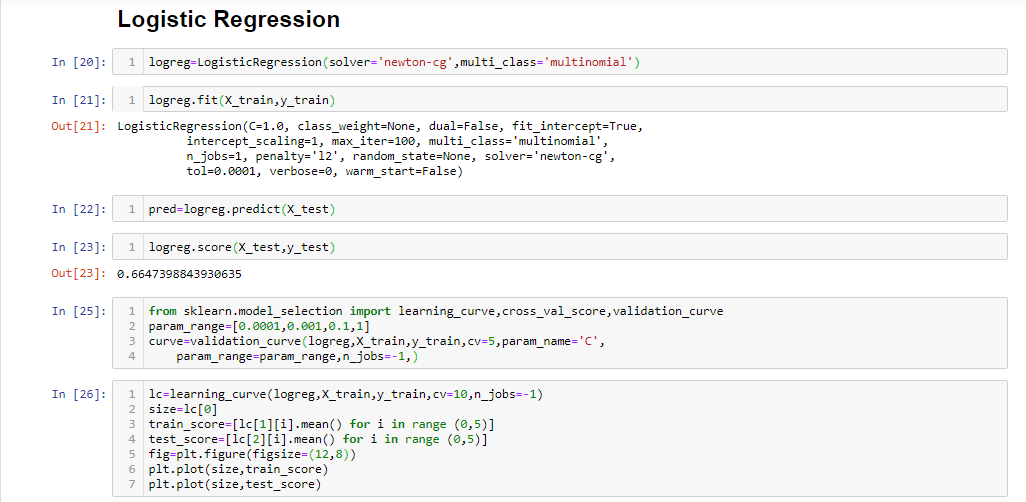 Logistic Regression
In [20]: 1 logreg=LogisticRegression(solver='newton-cg',multi_class='multinomial')
In [21]: 1 logreg.fit(X_train,y_train)
Out[21]: LogisticRegression(C=1.0, class_weight=None, dual=False, fit_intercept=True,
intercept_scaling=1, max_iter=100, multi_class='multinomial',
n_jobs=1, penalty='l2', random_state=None, solver='newton-cg',
tol=0.0001, verbose=0, warm_start=False)
In [22]: 1 pred=logreg.predict(X_test)
In [23]: 1 logreg.score(X_test,y_test)
Out[23]: 0.6647398843930635
In [25]: 1 from sklearn.model_selection import learning_curve,cross_val_score,validation_curve
2 param_range=[0.0001,0.001,0.1,1]
3 curve=validation_curve(logreg,X_train,y_train,cv=5,param_name='C',
4 param_range=param_range,n_jobs=-1,)
In [26]: 1 lc=learning_curve(logreg,X_train,y_train,cv=10,n_jobs=-1)
2 size=lc[0]
3 train_score=[lc[1][i].mean() for i in range (0,5)]
4 test_score=[lc[2][i].mean() for i in range (0,5)]
5 fig=plt.figure(figsize=(12,8))
6 plt.plot(size,train_score)
7 plt.plot(size,test_score)